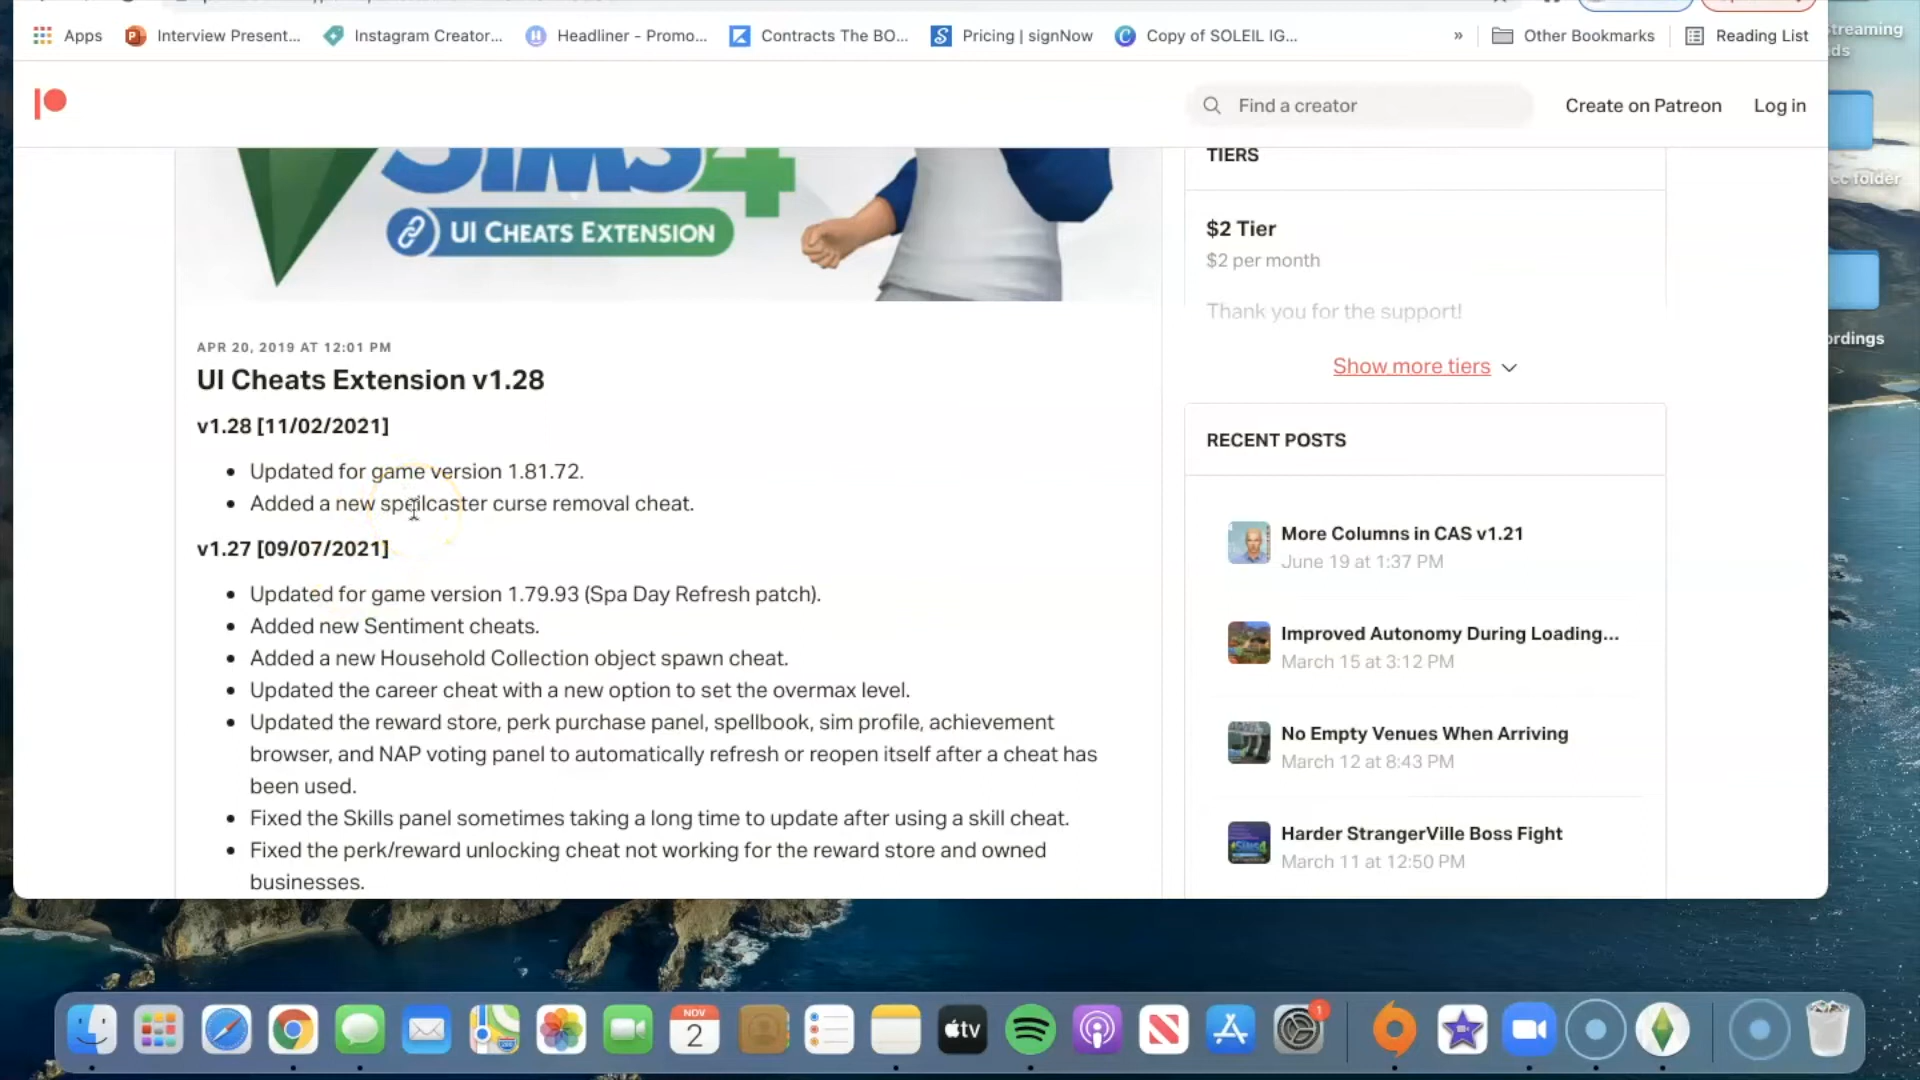 Apps
Interview Present...
Instagram Creator...
Headliner - Promo...
Contracts The BO...
Pricing | signNow
Copy of SOLEIL IG...
»
Other Bookmarks
Reading List
Find a creator
Create on Patreon
Log in
SIMS 4
UI CHEATS EXTENSION
APR 20, 2019 AT 12:01 PM
UI Cheats Extension v1.28
v1.28 [11/02/2021]
• Updated for game version 1.81.72.
• Added a new spellcaster curse removal cheat.
v1.27 [09/07/2021]
• Updated for game version 1.79.93 (Spa Day Refresh patch).
• Added new Sentiment cheats.
• Added a new Household Collection object spawn cheat.
• Updated the career cheat with a new option to set the overmax level.
• Updated the reward store, perk purchase panel, spellbook, sim profile, achievement
browser, and NAP voting panel to automatically refresh or reopen itself after a cheat has
been used.
• Fixed the Skills panel sometimes taking a long time to update after using a skill cheat.
• Fixed the perk/reward unlocking cheat not working for the reward store and owned
businesses.
TIERS
$2 Tier
$2 per month
Thank you for the support!
Show more tiers
RECENT POSTS
More Columns in CAS v1.21
June 19 at 1:37 PM
Improved Autonomy During Loading...
March 15 at 3:12 PM
No Empty Venues When Arriving
March 12 at 8:43 PM
Harder StrangerVille Boss Fight
March 11 at 12:50 PM
cc folder
NOV
2
tv
1